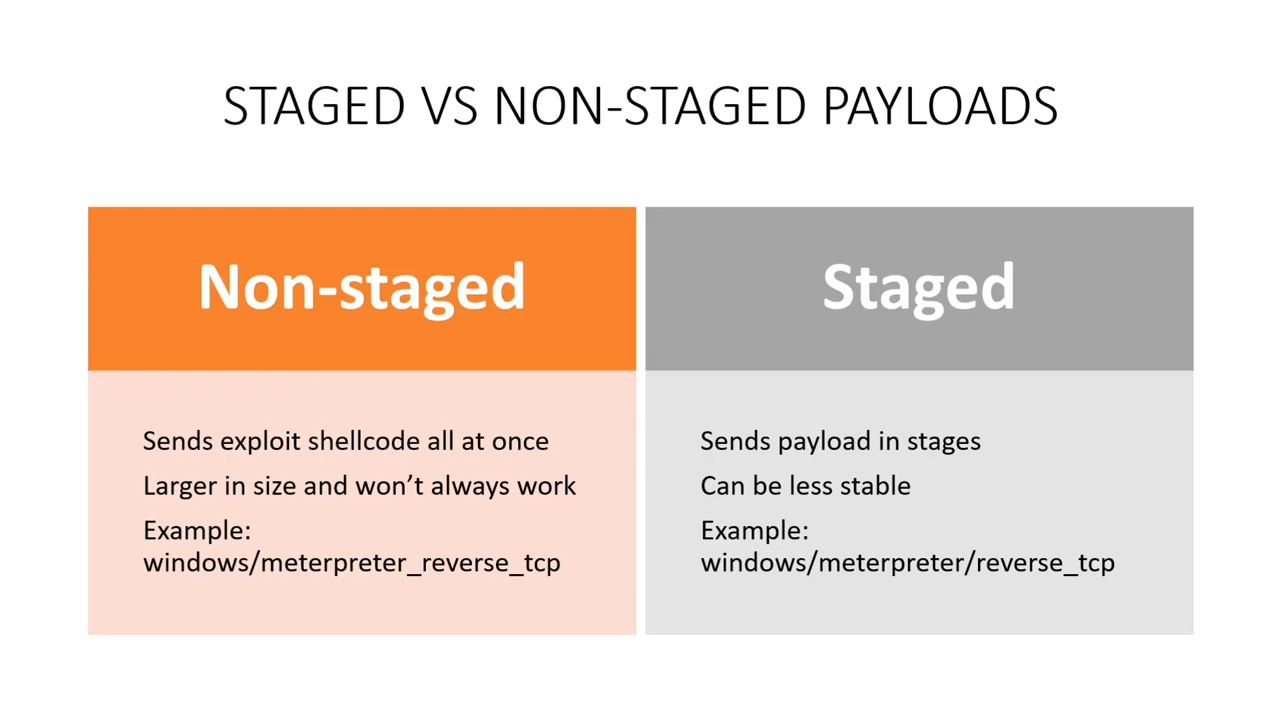 STAGED VS NON-STAGED PAYLOADS
Non-staged
Sends exploit shellcode all at once
Larger in size and won’t always work
Example:
windows/meterpreter_reverse_tcp
Staged
Sends payload in stages
Can be less stable
Example:
windows/meterpreter/reverse_tcp